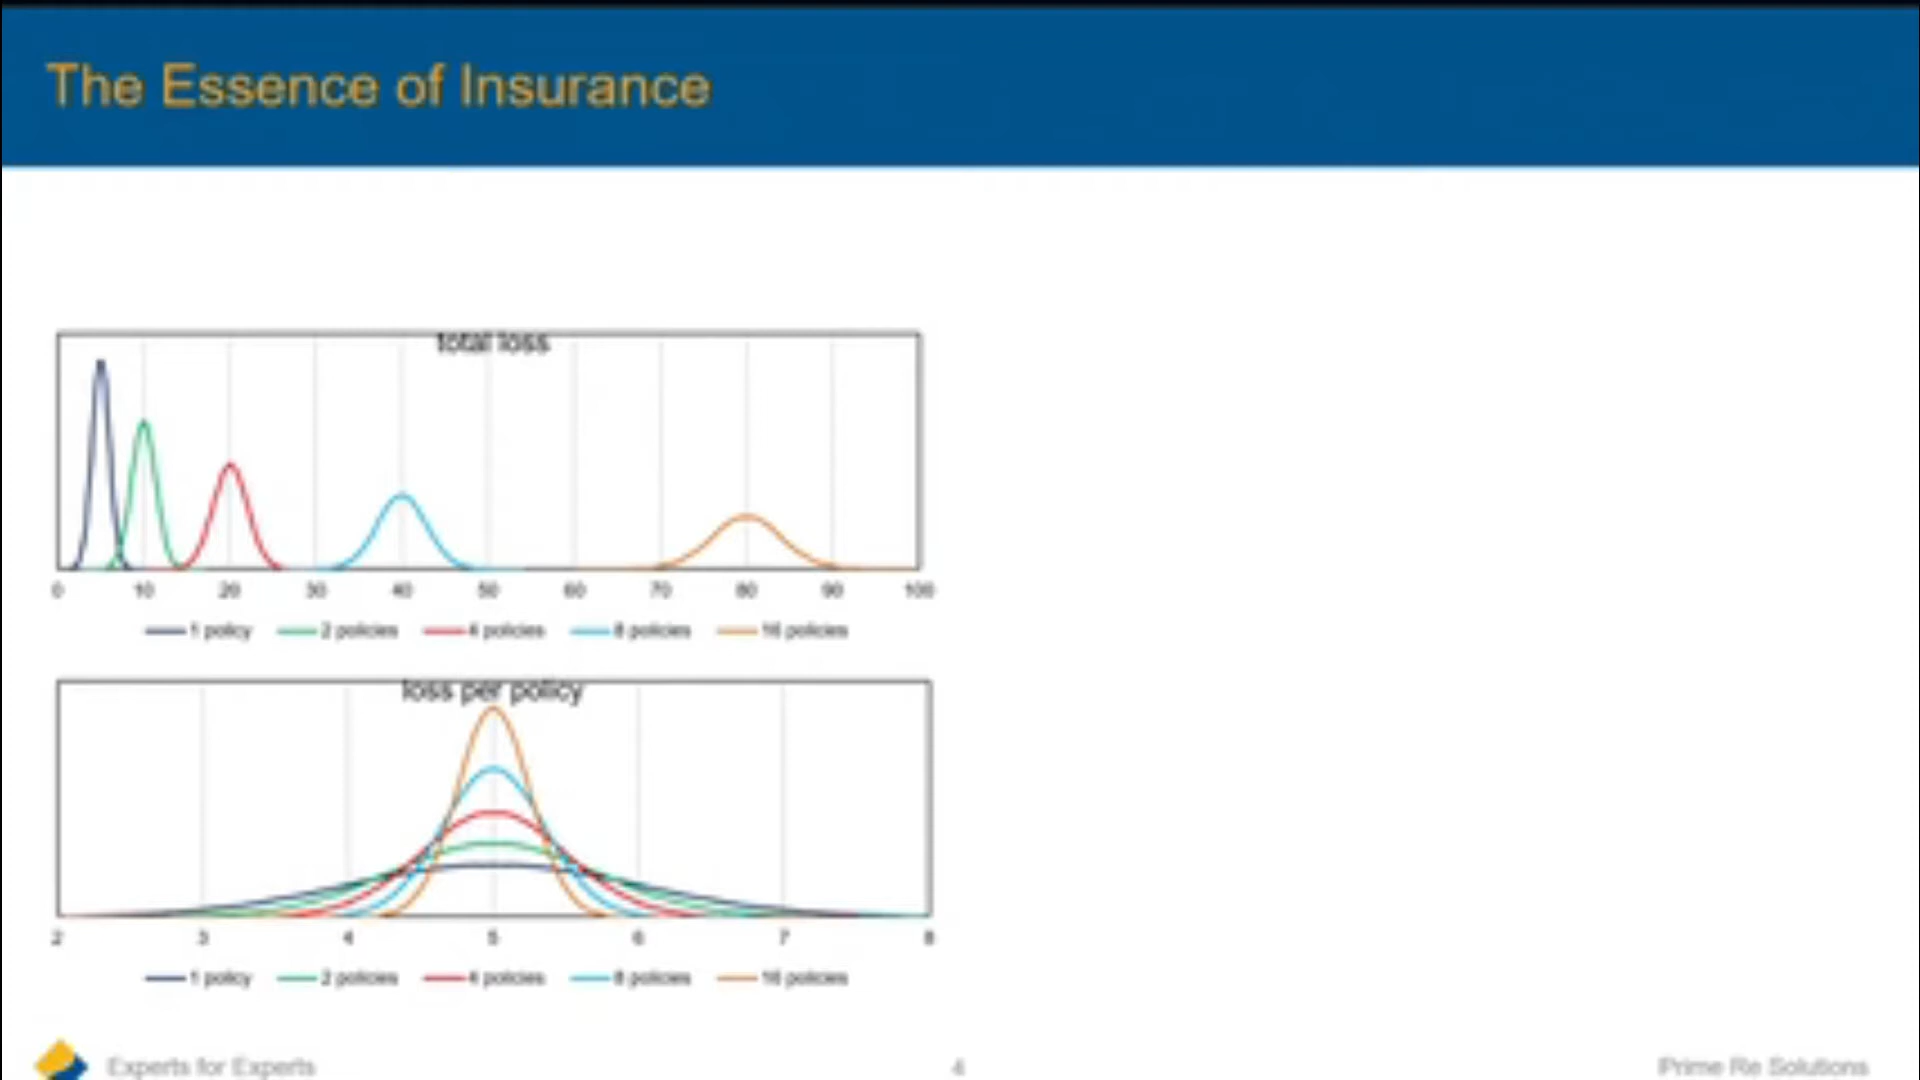 The Essence of Insurance
total loss
0 10 20 30 40 50 60 70 80 90 100
1 policy 2 policies 4 policies 8 policies 16 policies
loss per policy
2 3 4 5 6 7 8
1 policy 2 policies 4 policies 8 policies 16 policies
Experts for Experts 4 Prime Re Solutions